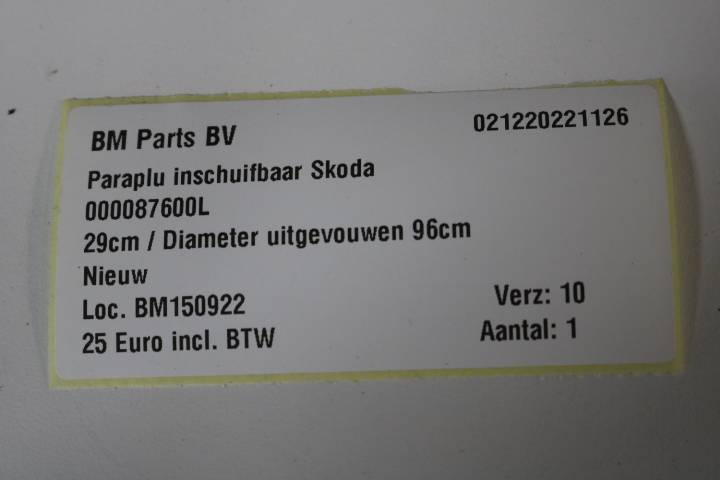 BM Parts BV 021220221126
Paraplu inschuifbaar Skoda
000087600L
29cm / Diameter uitgevouwen 96cm
Nieuw
Loc. BM150922 Verz: 10
25 Euro incl. BTW Aantal: 1